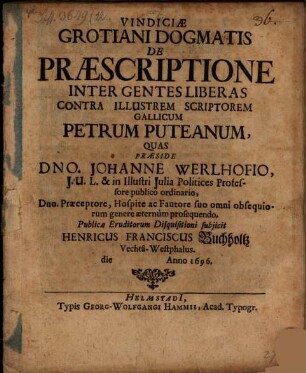 VINDICIÆ
GROTIANI DOGMATIS
DE
PRÆSCRIPTIONE
INTER GENTES LIBERAS
CONTRA ILLUSTREM SCRIPTOREM
GALLICUM
PETRUM PUTEANUM,
QUAS
PRÆSIDE
DNO. JOHANNE WERLHOFIO,
J. U. L. & in Illustri Julia Politices Profes-
sore publico ordinario,
Dno. Præceptore, Hospite ac Fautore suo omni obsequio-
rum genere æternùm prosequendo,
Publicæ Eruditorum Disquisitioni subjicit
HENRICUS FRANCISCUS Buchholtz
Vechtâ-Westphalus.
die Anno 1696.
HELMSTADI,
Typis GEORG-WOLFGANGI HAMMII, Acad. Typogr.